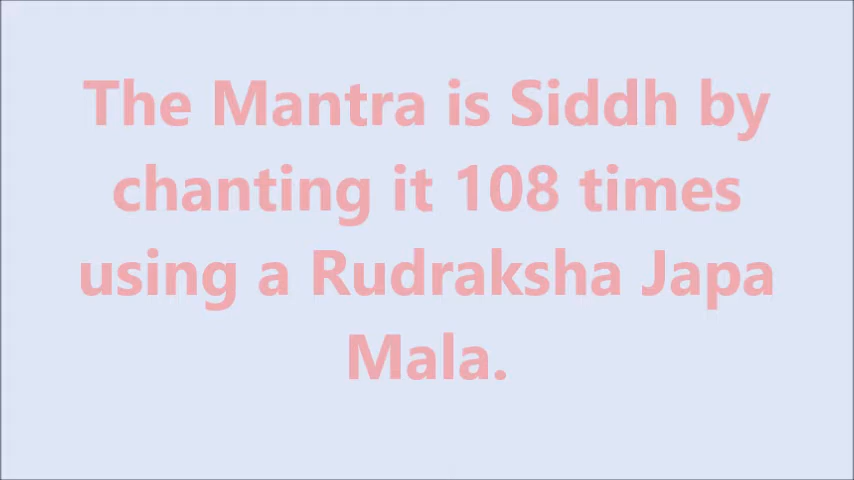 The Mantra is Siddh by
chanting it 108 times
using a Rudraksha Japa
Mala.